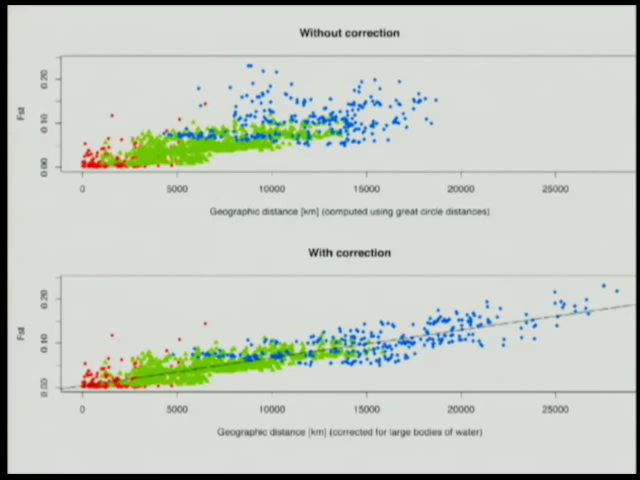 Without correction
Fst
0.20
0.10
0.00
0 5000 10000 15000 20000 25000
Geographic distance [km] (computed using great circle distances)
With correction
Fst
0.20
0.10
0.00
0 5000 10000 15000 20000 25000
Geographic distance [km] (corrected for large bodies of water)